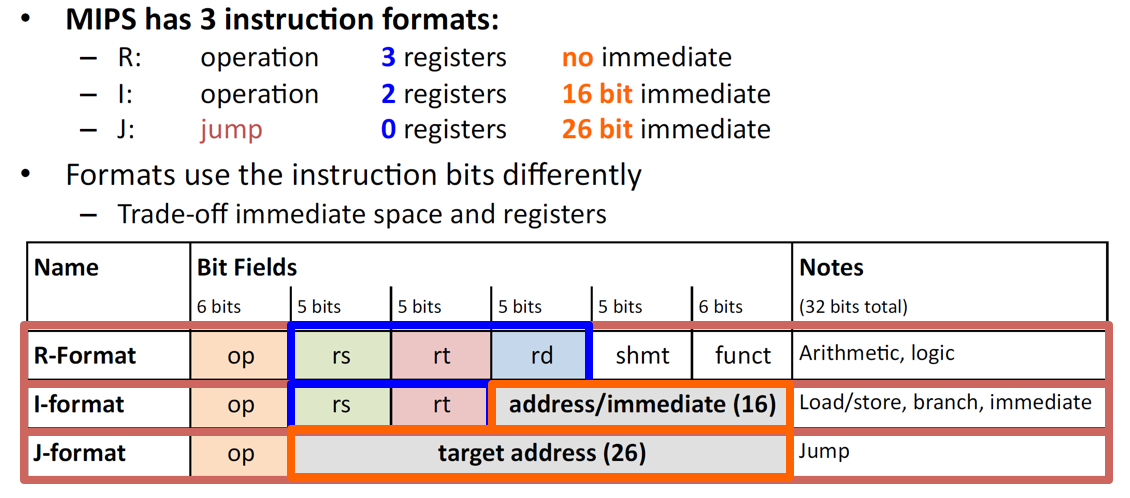 • MIPS has 3 instruction formats:
– R: operation 3 registers no immediate
– I: operation 2 registers 16 bit immediate
– J: jump 0 registers 26 bit immediate
• Formats use the instruction bits differently
– Trade-off immediate space and registers
Name Bit Fields Notes
6 bits 5 bits 5 bits 5 bits 5 bits 6 bits (32 bits total)
R-Format op rs rt rd shmt funct Arithmetic, logic
I-format op rs rt address/immediate (16) Load/store, branch, immediate
J-format op target address (26) Jump